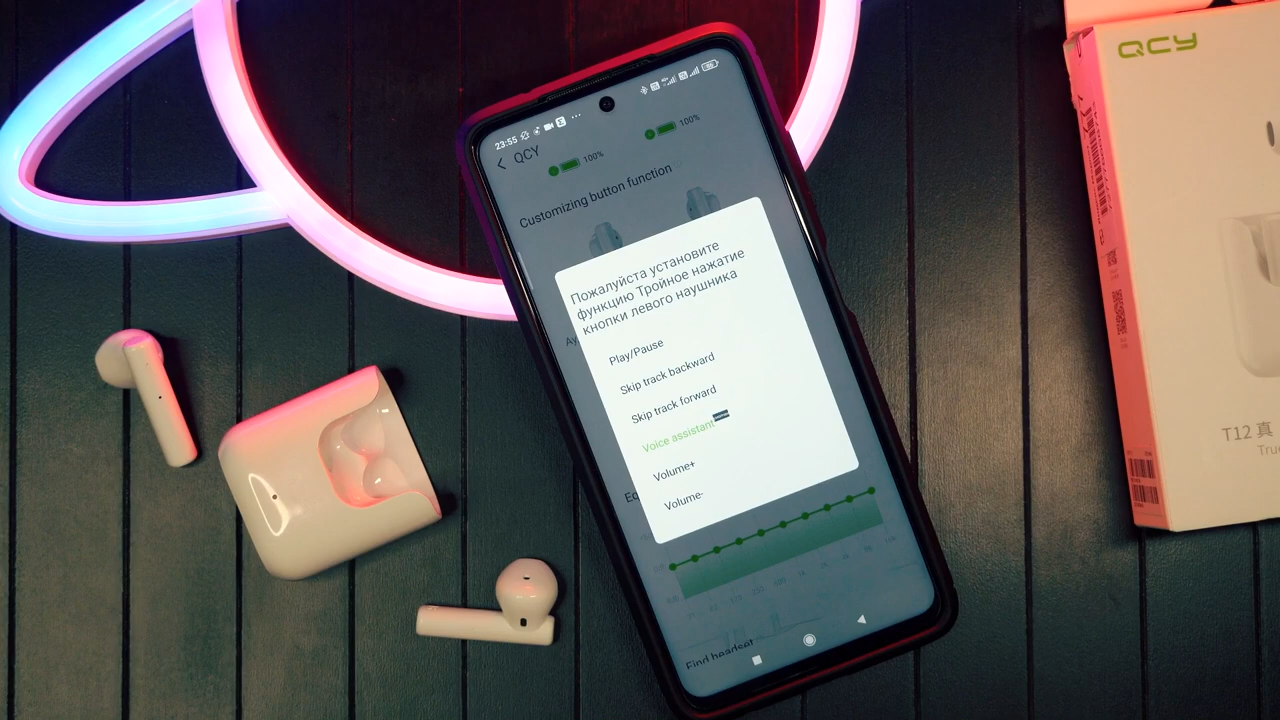 23:55
QCY
100%
100%
Customizing button function
Пожалуйста установите
функцию Тройное нажатие
кнопки левого наушника
Play/Pause
Skip track backward
Skip track forward
Voice assistant
Volume+
Volume-
Find headset
QCY
T12 真